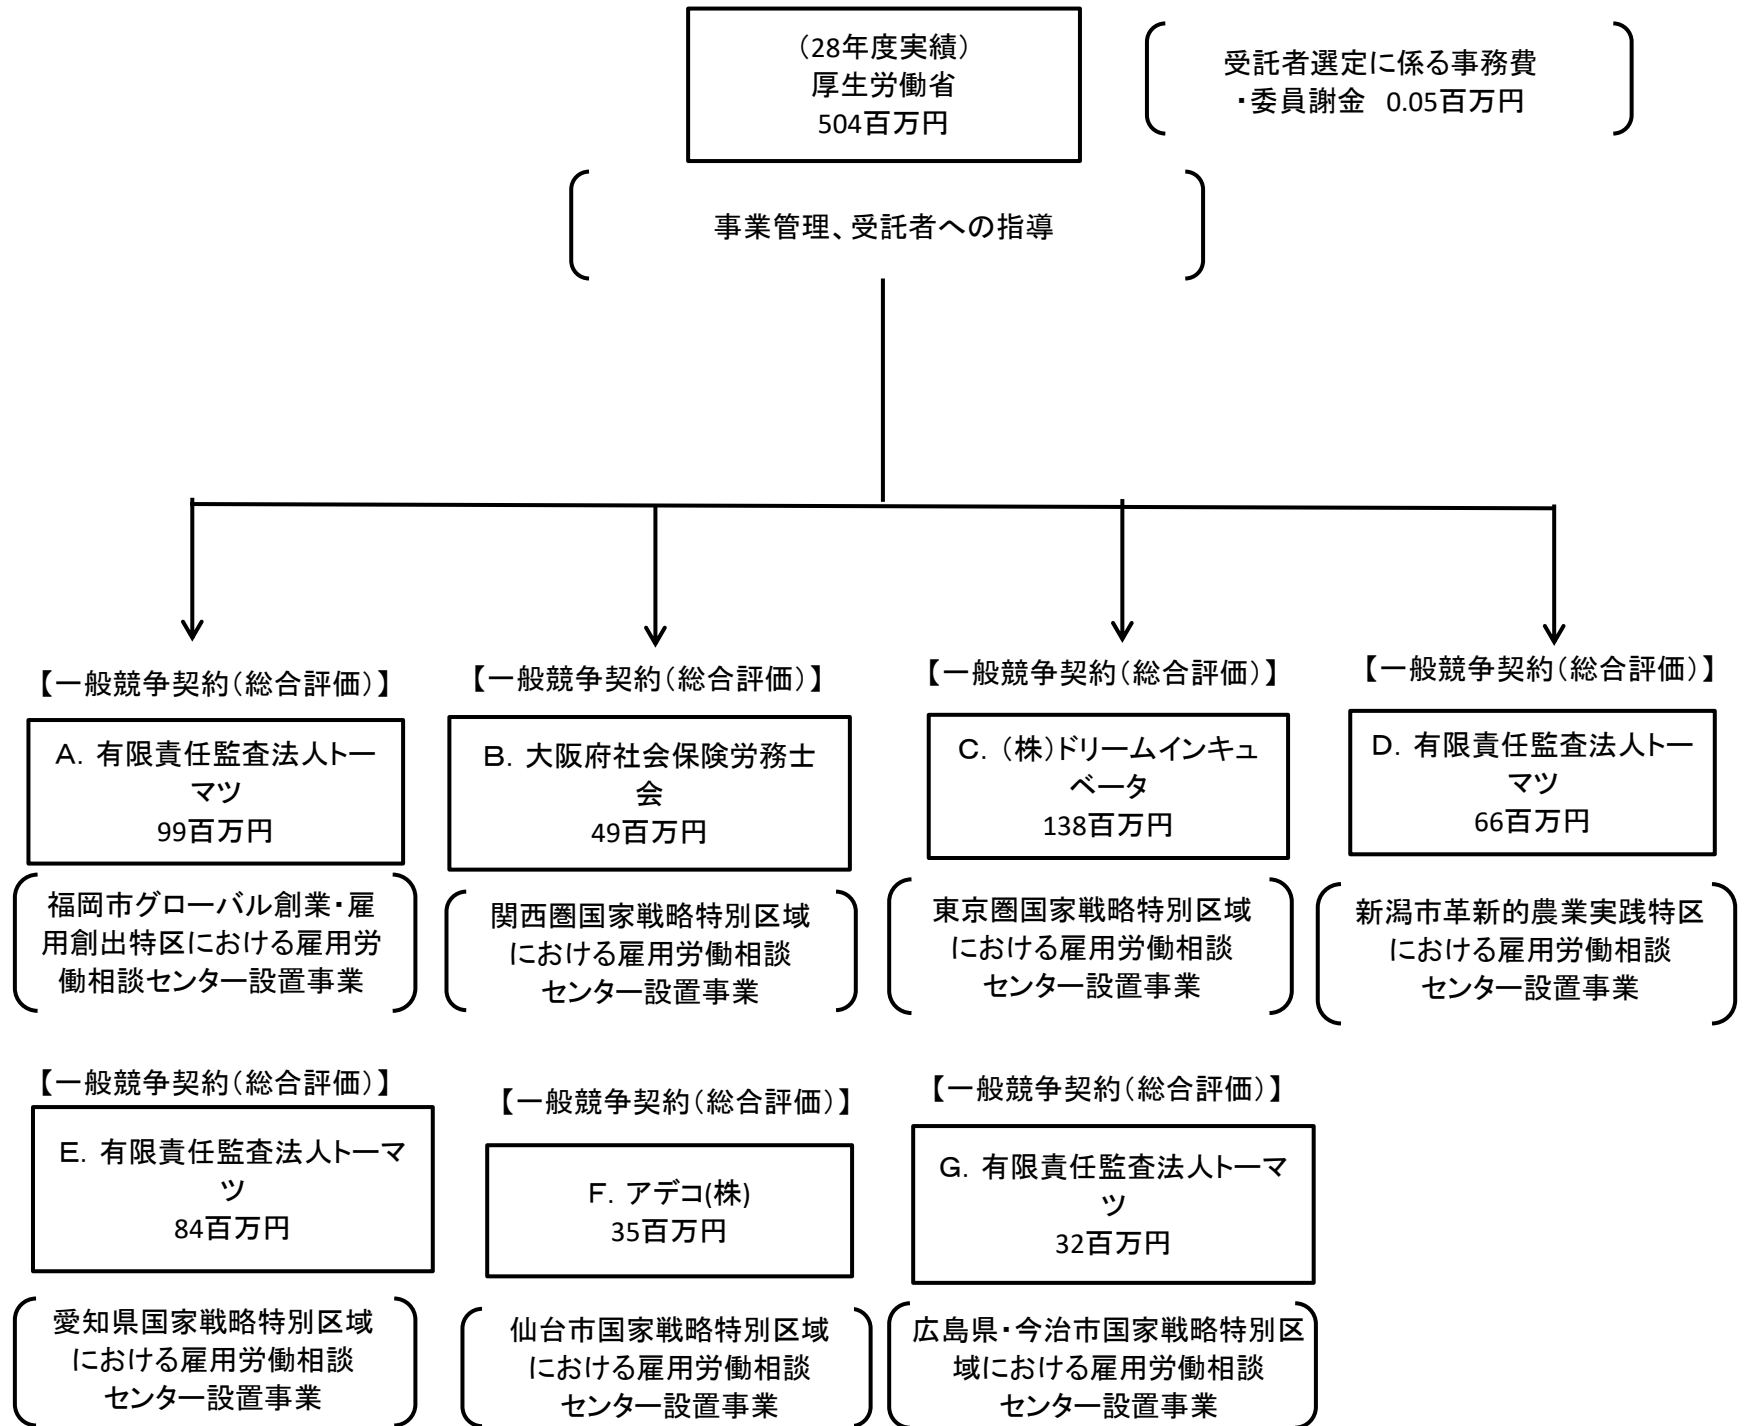 （28年度実績）
厚生労働省
504百万円
受託者選定に係る事務費
・委員謝金　0.05百万円
事業管理、受託者への指導
【一般競争契約（総合評価）】
A．有限責任監査法人トー
マツ
99百万円
福岡市グローバル創業・雇
用創出特区における雇用労
働相談センター設置事業
【一般競争契約（総合評価）】
B．大阪府社会保険労務士
会
49百万円
関西圏国家戦略特別区域
における雇用労働相談
センター設置事業
【一般競争契約（総合評価）】
C．（株）ドリームインキュ
ベータ
138百万円
東京圏国家戦略特別区域
における雇用労働相談
センター設置事業
【一般競争契約（総合評価）】
D．有限責任監査法人トー
マツ
66百万円
新潟市革新的農業実践特区
における雇用労働相談
センター設置事業
【一般競争契約（総合評価）】
E．有限責任監査法人トーマ
ツ
84百万円
愛知県国家戦略特別区域
における雇用労働相談
センター設置事業
【一般競争契約（総合評価）】
F．アデコ(株)
35百万円
仙台市国家戦略特別区域
における雇用労働相談
センター設置事業
【一般競争契約（総合評価）】
G．有限責任監査法人トーマ
ツ
32百万円
広島県・今治市国家戦略特別区
域における雇用労働相談
センター設置事業